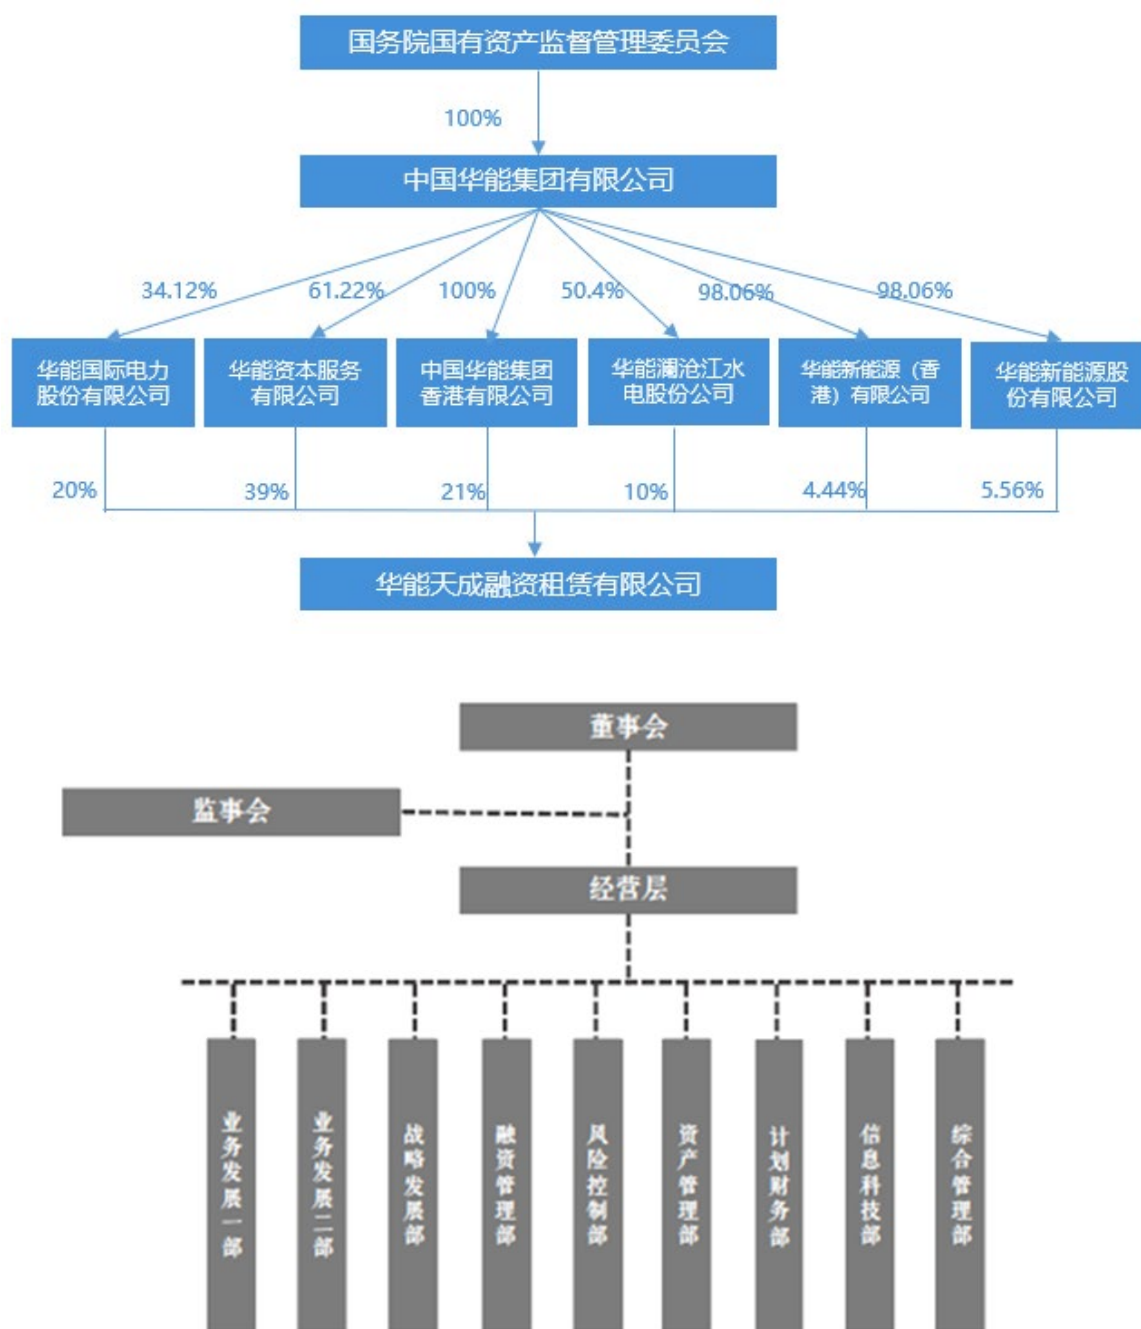 国务院国有资产监督管理委员会
100%
中国华能集团有限公司
34.12%
61.22%
100%
50.4%
98.06%
98.06%
华能国际电力
股份有限公司
华能资本服务
有限公司
中国华能集团
香港有限公司
华能澜沧江水
电股份公司
华能新能源（香
港）有限公司
华能新能源股
份有限公司
20%
39%
21%
10%
4.44%
5.56%
华能天成融资租赁有限公司
董事会
监事会
经营层
业务发展一部
业务发展二部
战略发展部
融资管理部
风险控制部
资产管理部
计划财务部
信息科技部
综合管理部